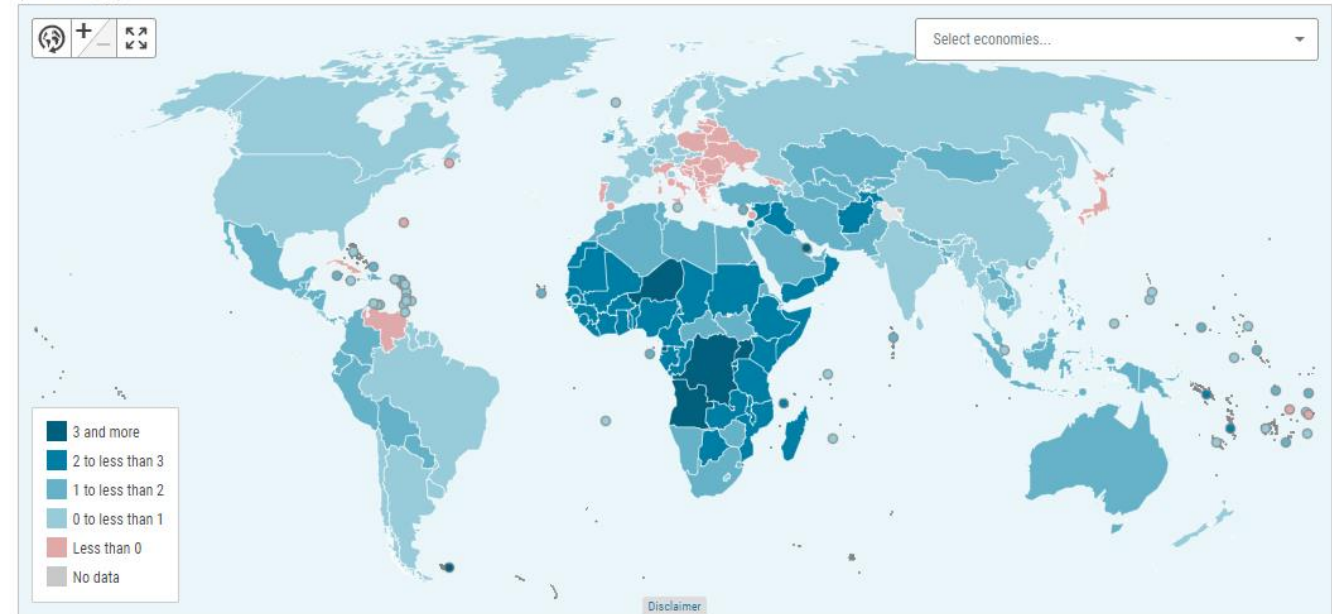 Select economies...
3 and more
2 to less than 3
1 to less than 2
0 to less than 1
Less than 0
No data
Disclaimer